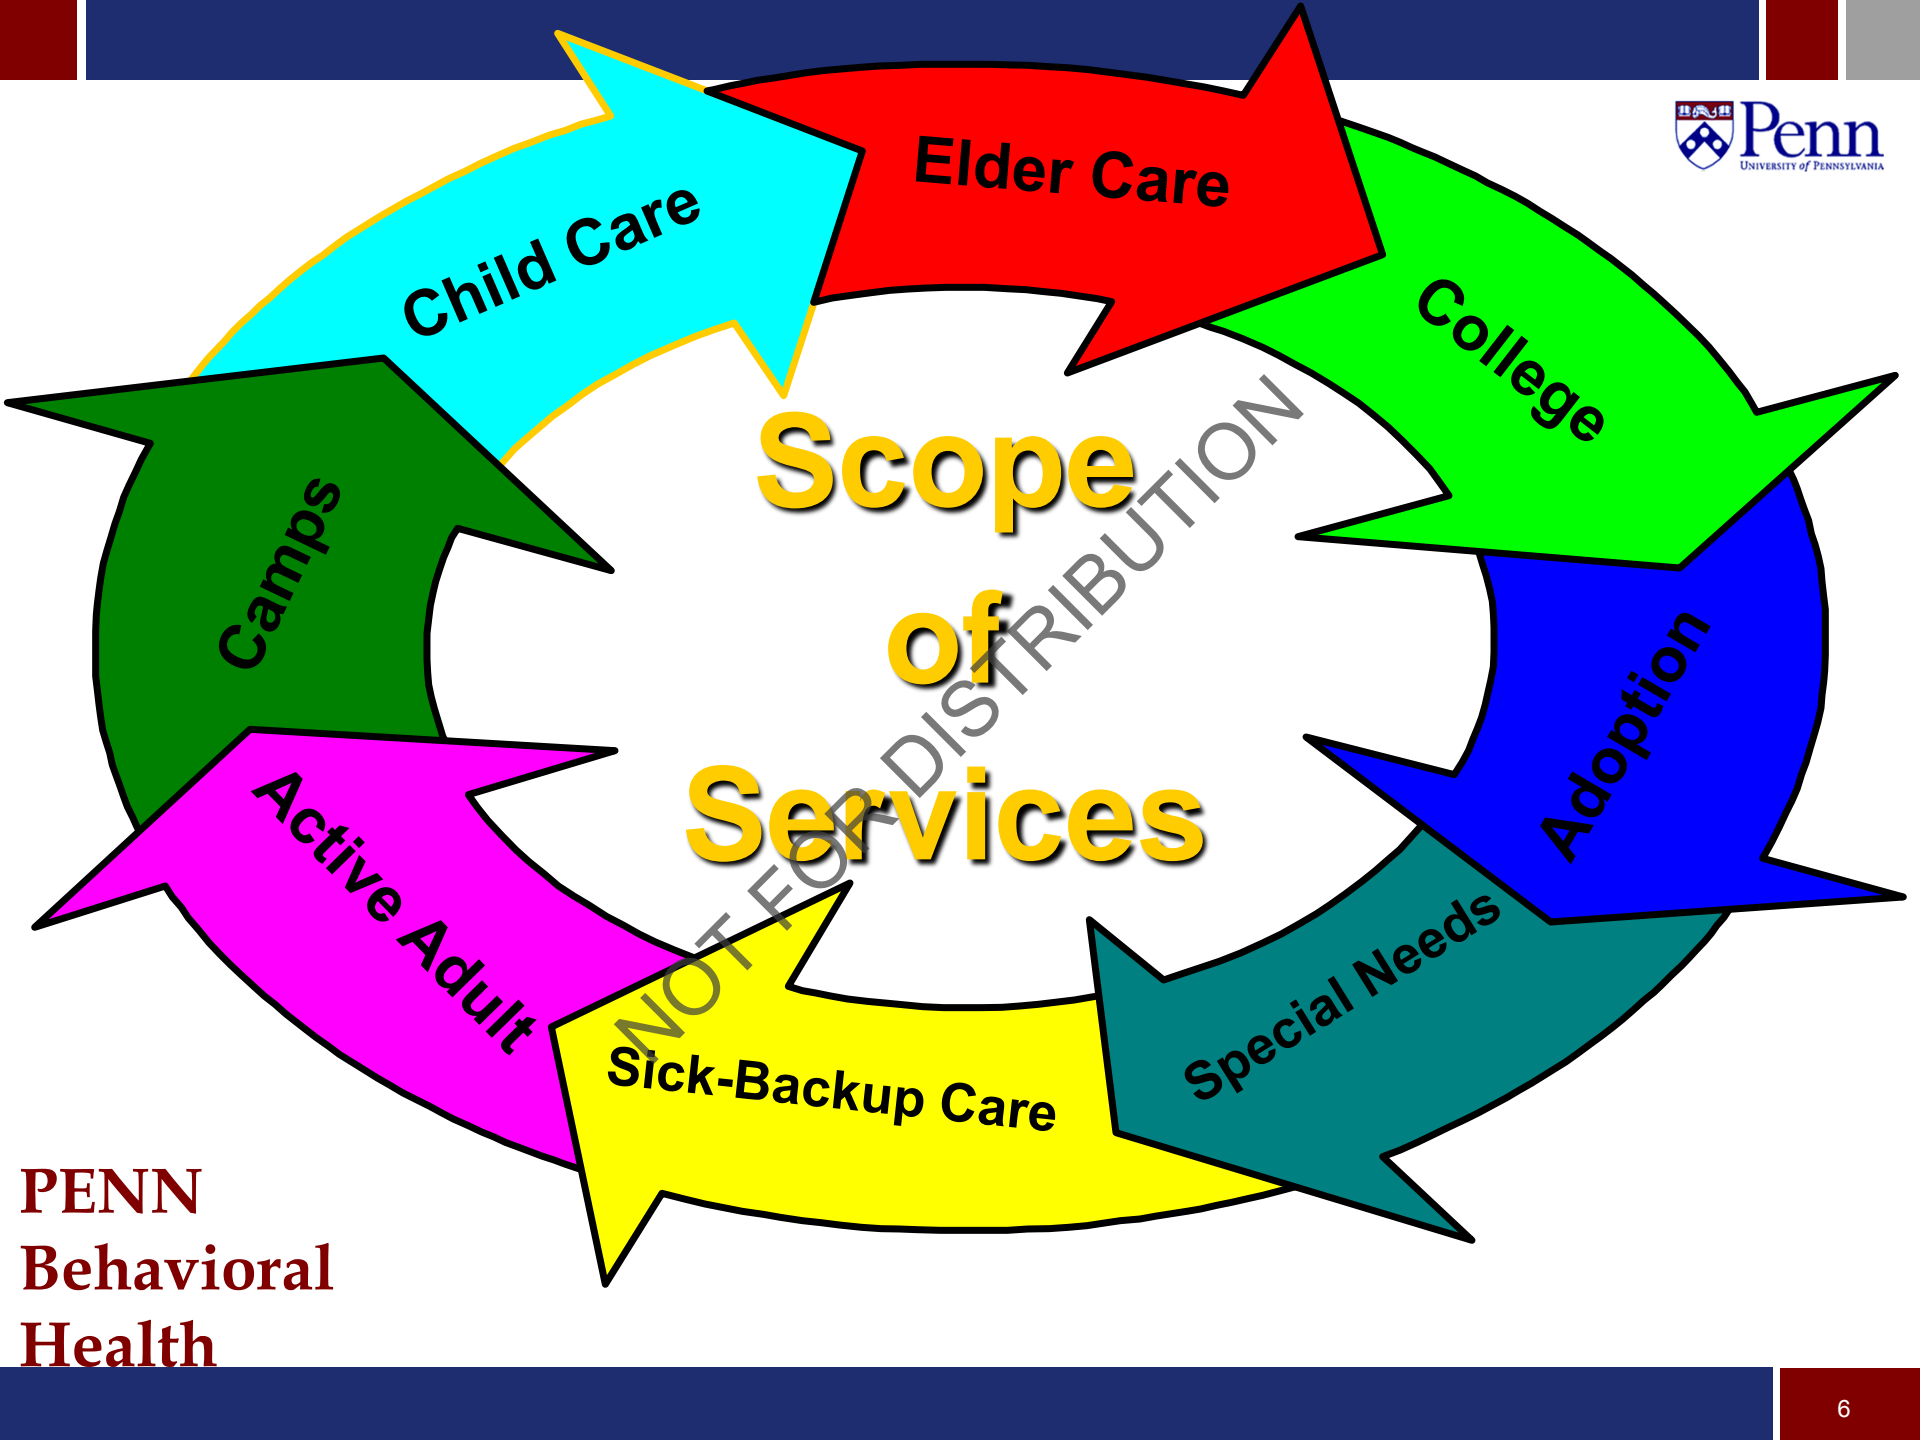 Penn
UNIVERSITY of PENNSYLVANIA
Elder Care
Child Care
College
Camps
Adoption
Active Adult
Special Needs
Sick-Backup Care
Scope
of
Services
NOT FOR DISTRIBUTION
PENN
Behavioral
Health
6